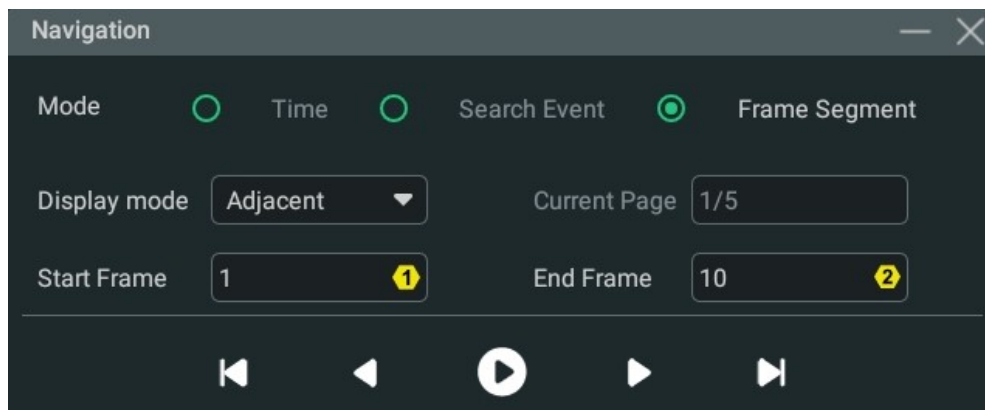 Navigation
Mode Time Search Event Frame Segment
Display mode Adjacent Current Page 1/5
Start Frame 1 1 End Frame 10 2